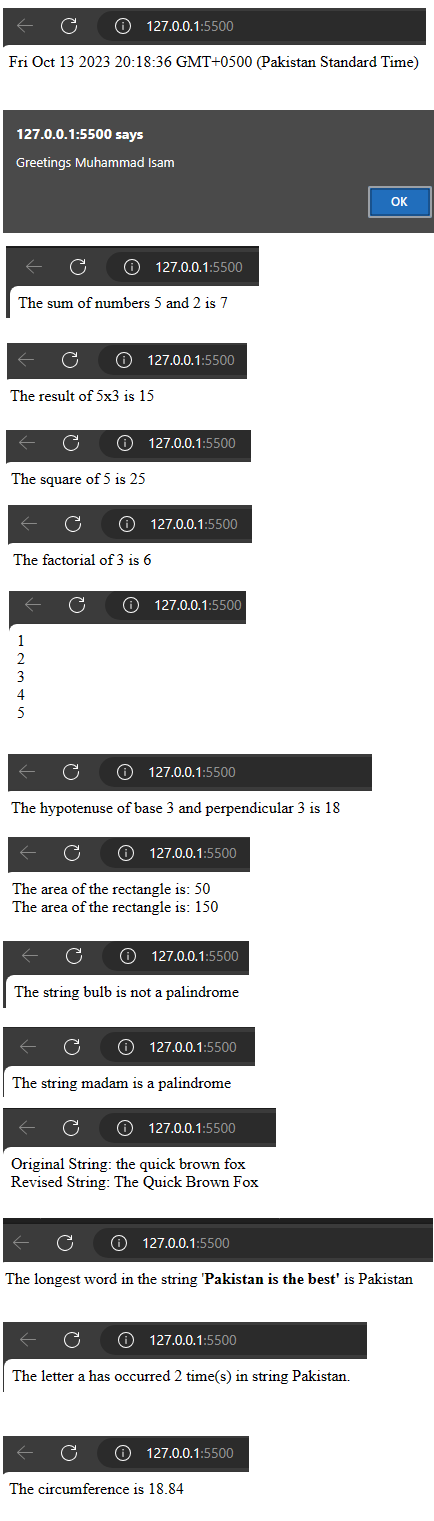 127.0.0.1:5500
Fri Oct 13 2023 20:18:36 GMT+0500 (Pakistan Standard Time)
127.0.0.1:5500 says
Greetings Muhammad Isam
OK
127.0.0.1:5500
The sum of numbers 5 and 2 is 7
127.0.0.1:5500
The result of 5x3 is 15
127.0.0.1:5500
The square of 5 is 25
127.0.0.1:5500
The factorial of 3 is 6
127.0.0.1:5500
1
2
3
4
5
127.0.0.1:5500
The hypotenuse of base 3 and perpendicular 3 is 18
127.0.0.1:5500
The area of the rectangle is: 50
The area of the rectangle is: 150
127.0.0.1:5500
The string bulb is not a palindrome
127.0.0.1:5500
The string madam is a palindrome
127.0.0.1:5500
Original String: the quick brown fox
Revised String: The Quick Brown Fox
127.0.0.1:5500
The longest word in the string 'Pakistan is the best' is Pakistan
127.0.0.1:5500
The letter a has occurred 2 time(s) in string Pakistan.
127.0.0.1:5500
The circumference is 18.84